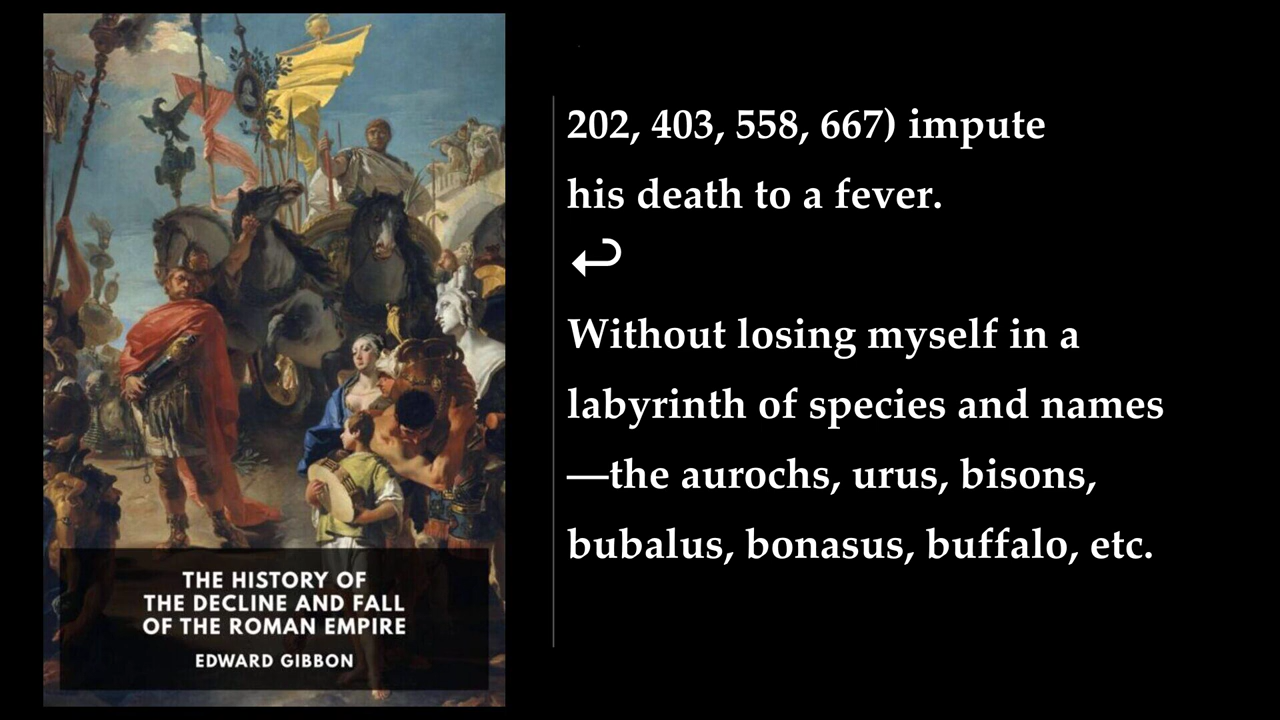 THE HISTORY OF
THE DECLINE AND FALL
OF THE ROMAN EMPIRE
EDWARD GIBBON
202, 403, 558, 667) impute
his death to a fever.
↩
Without losing myself in a
labyrinth of species and names
—the aurochs, urus, bisons,
bubalus, bonasus, buffalo, etc.